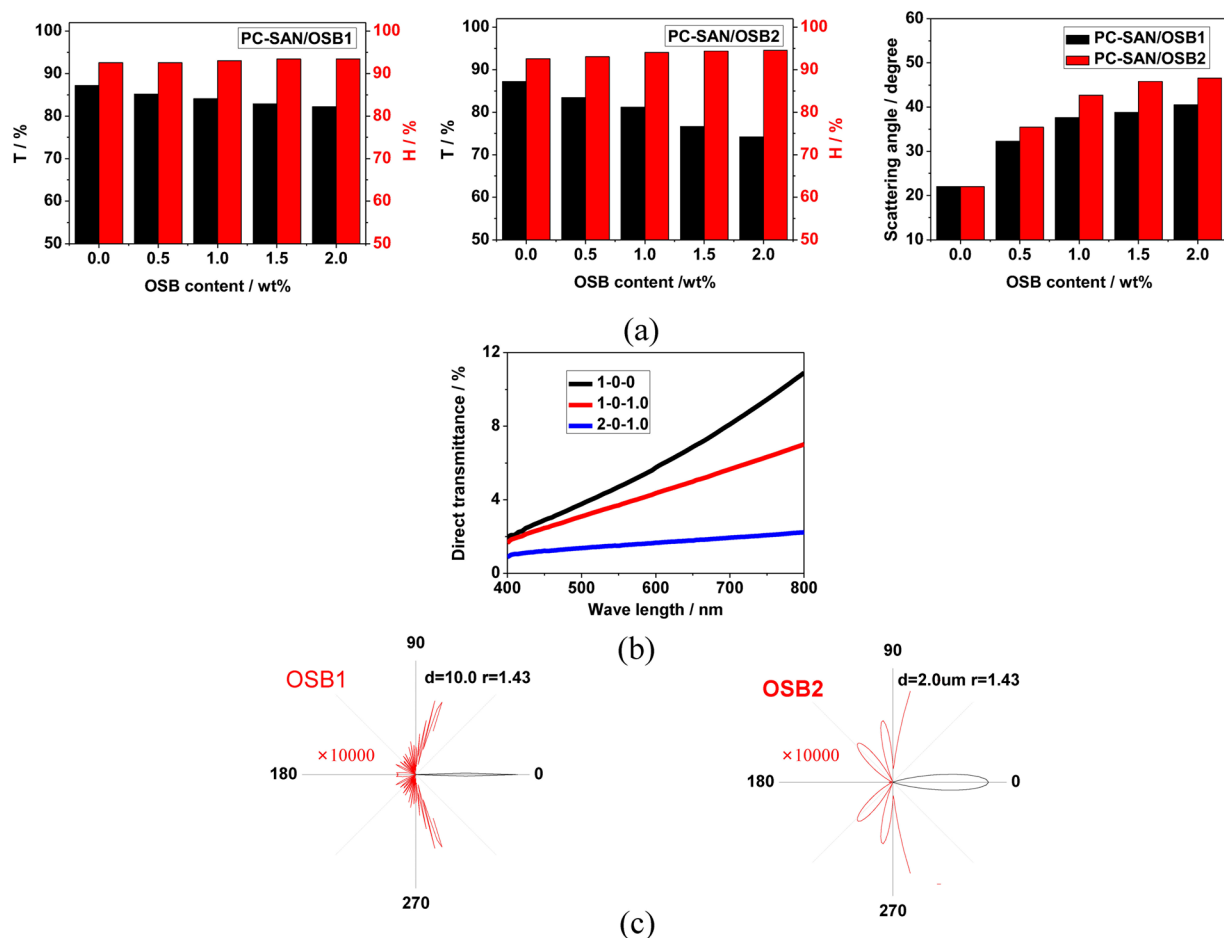 PC-SAN/OSB1
100
90
80
70
60
50
T / %
100
90
80
70
60
50
H / %
0.0 0.5 1.0 1.5 2.0
OSB content / wt%
PC-SAN/OSB2
100
95
90
85
80
75
70
65
60
55
50
T / %
100
90
80
70
60
50
H / %
0.0 0.5 1.0 1.5 2.0
OSB content /wt%
PC-SAN/OSB1
PC-SAN/OSB2
60
50
40
30
20
10
Scattering angle / degree
0.0 0.5 1.0 1.5 2.0
OSB content / wt%
(a)
12
8
4
0
Direct transmittance / %
1-0-0
1-0-1.0
2-0-1.0
400 500 600 700 800
Wave length / nm
(b)
90
OSB1
d=10.0 r=1.43
×10000
180
0
270
90
OSB2
d=2.0um r=1.43
×10000
180
0
270
(c)